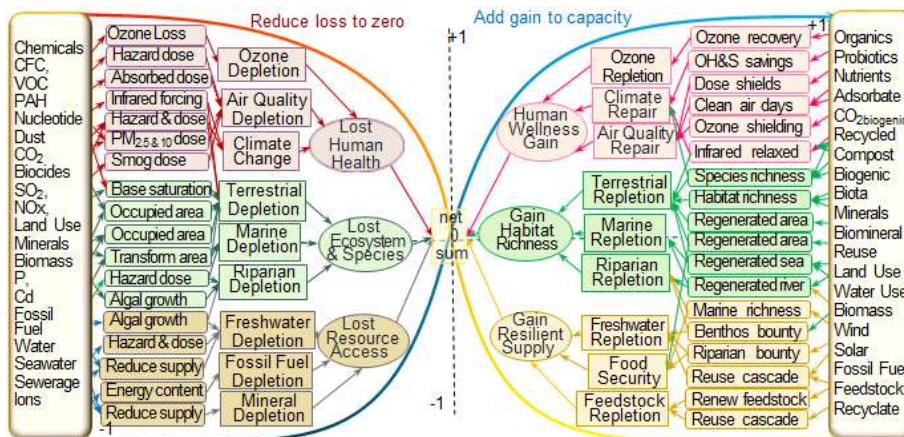 Reduce loss to zero
Add gain to capacity
+1
+1
Chemicals
CFC,
VOC
PAH
Nucleotide
Dust
CO2
Biocides
SO2,
NOx,
Land Use
Minerals
Biomass
P,
Cd
Fossil
Fuel
Water
Seawater
Sewerage
Ions
-1
Ozone Loss
Hazard dose
Absorbed dose
Infrared forcing
Hazard & dose
PM2.5 & 10 dose
Smog dose
Base saturation
Occupied area
Occupied area
Transform area
Hazard dose
Algal growth
Algal growth
Hazard & dose
Reduce supply
Energy content
Reduce supply
Ozone
Depletion
Air Quality
Depletion
Climate
Change
Terrestrial
Depletion
Marine
Depletion
Riparian
Depletion
Freshwater
Depletion
Fossil Fuel
Depletion
Mineral
Depletion
Lost Human
Health
Lost
Ecosystem
& Species
Lost
Resource
Access
net
0
sum
-1
Human
Wellness
Gain
Gain
Habitat
Richness
Gain
Resilient
Supply
Ozone
Repletion
Climate
Repair
Air Quality
Repair
Terrestrial
Repletion
Marine
Repletion
Riparian
Repletion
Freshwater
Repletion
Food
Security
Feedstock
Repletion
Ozone recovery
OH&S savings
Dose shields
Clean air days
Ozone shielding
Infrared relaxed
Species richness
Habitat richness
Regenerated area
Regenerated area
Regenerated sea
Regenerated river
Marine richness
Benthos bounty
Riparian bounty
Reuse cascade
Renew feedstock
Reuse cascade
Organics
Probiotics
Nutrients
Adsorbate
CO2biogenic
Recycled
Compost
Biogenic
Biota
Minerals
Biomineral
Reuse
Land Use
Water Use
Biomass
Wind
Solar
Fossil Fuel
Feedstock
Recyclate